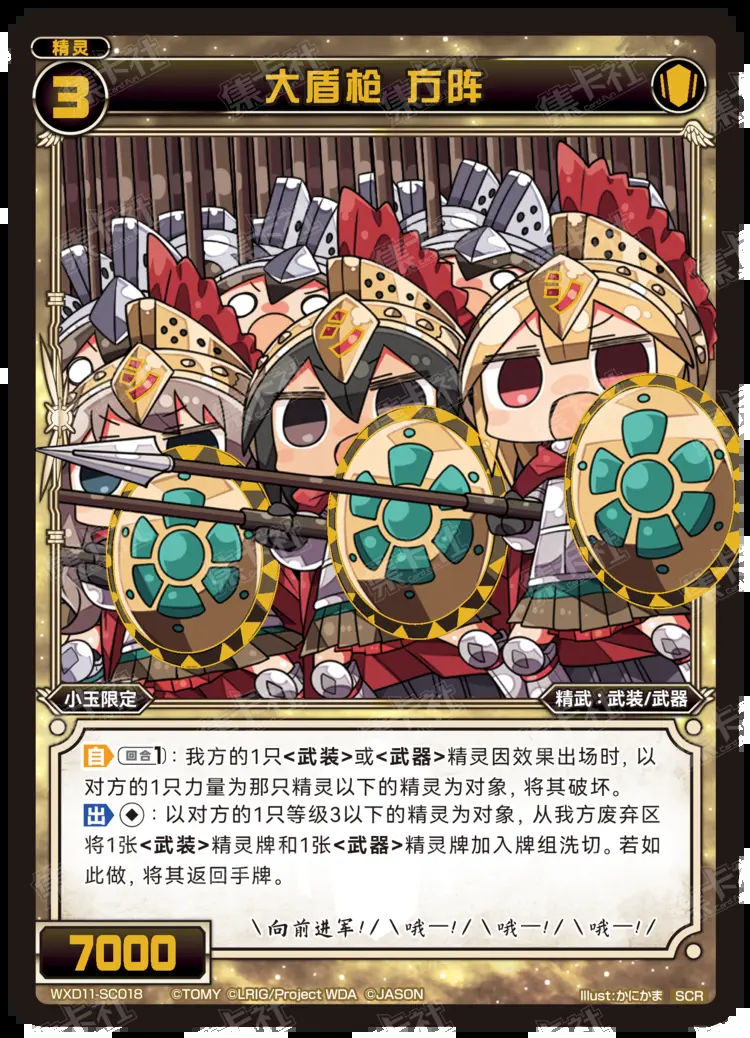 精灵
3
大盾枪 方阵
小玉限定
精武：武装/武器
自 回合1：我方的1只<武装>或<武器>精灵因效果出场时，以
对方的1只力量为那只精灵以下的精灵为对象，将其破坏。
出 ◆：以对方的1只等级3以下的精灵为对象，从我方废弃区
将1张<武装>精灵牌和1张<武器>精灵牌加入牌组洗切。若如
此做，将其返回手牌。
\向前进军!/\哦—!/\哦—!/\哦—!/
7000
WXD11-SC018 ©TOMY ©LRIG/Project WDA ©JASON
Illust:かにかま SCR
集卡社